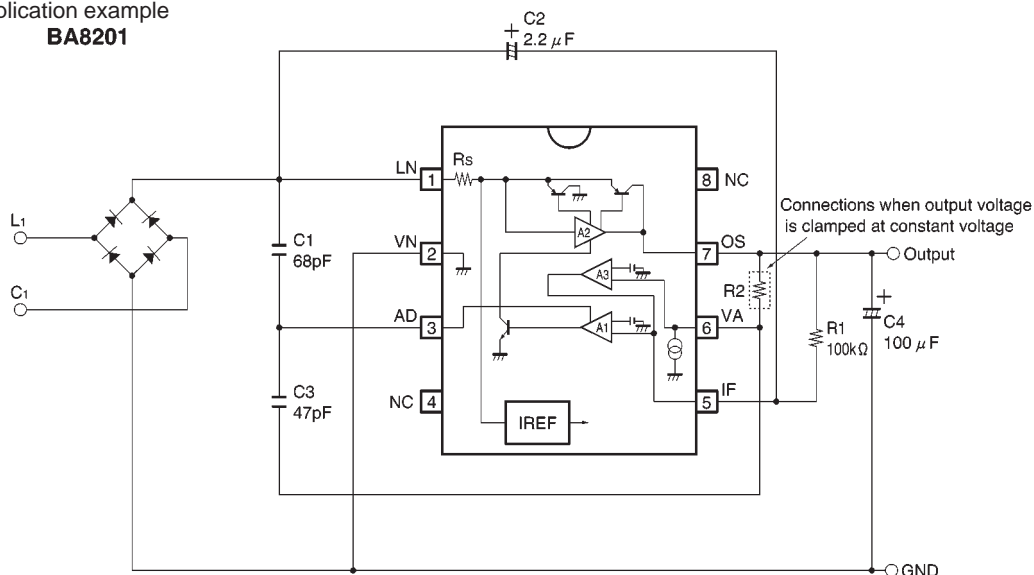 plication example
BA8201
C2
+
2.2 μF
LN
1
Rs
8
NC
L1
C1
68pF
VN
2
A2
7
OS
Connections when output voltage
is clamped at constant voltage
Output
C1
A3
R2
AD
3
A1
6
VA
R1
100kΩ
+
C4
100 μF
C3
47pF
NC
4
IREF
5
IF
GND